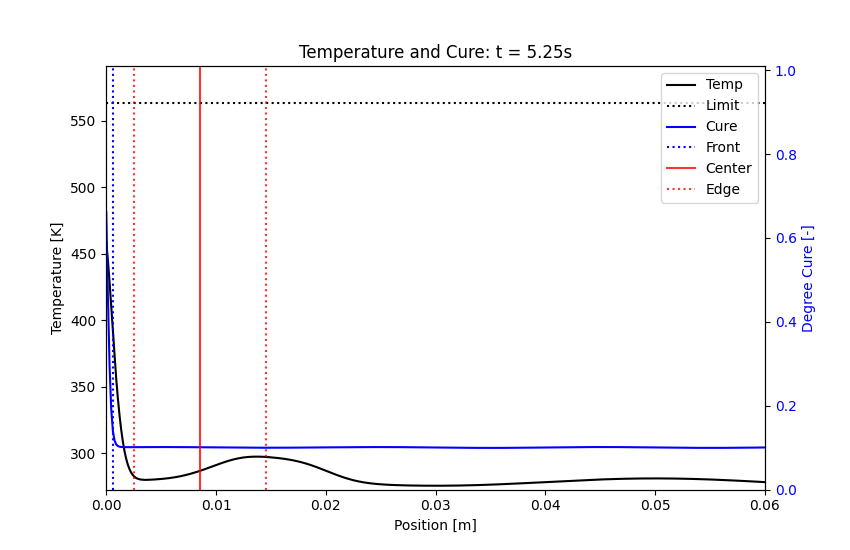 Temperature and Cure: t = 5.25s
Temp
Limit
Cure
Front
Center
Edge
Temperature [K]
550
500
450
400
350
300
Degree Cure [-]
1.0
0.8
0.6
0.4
0.2
0.0
0.00 0.01 0.02 0.03 0.04 0.05 0.06
Position [m]